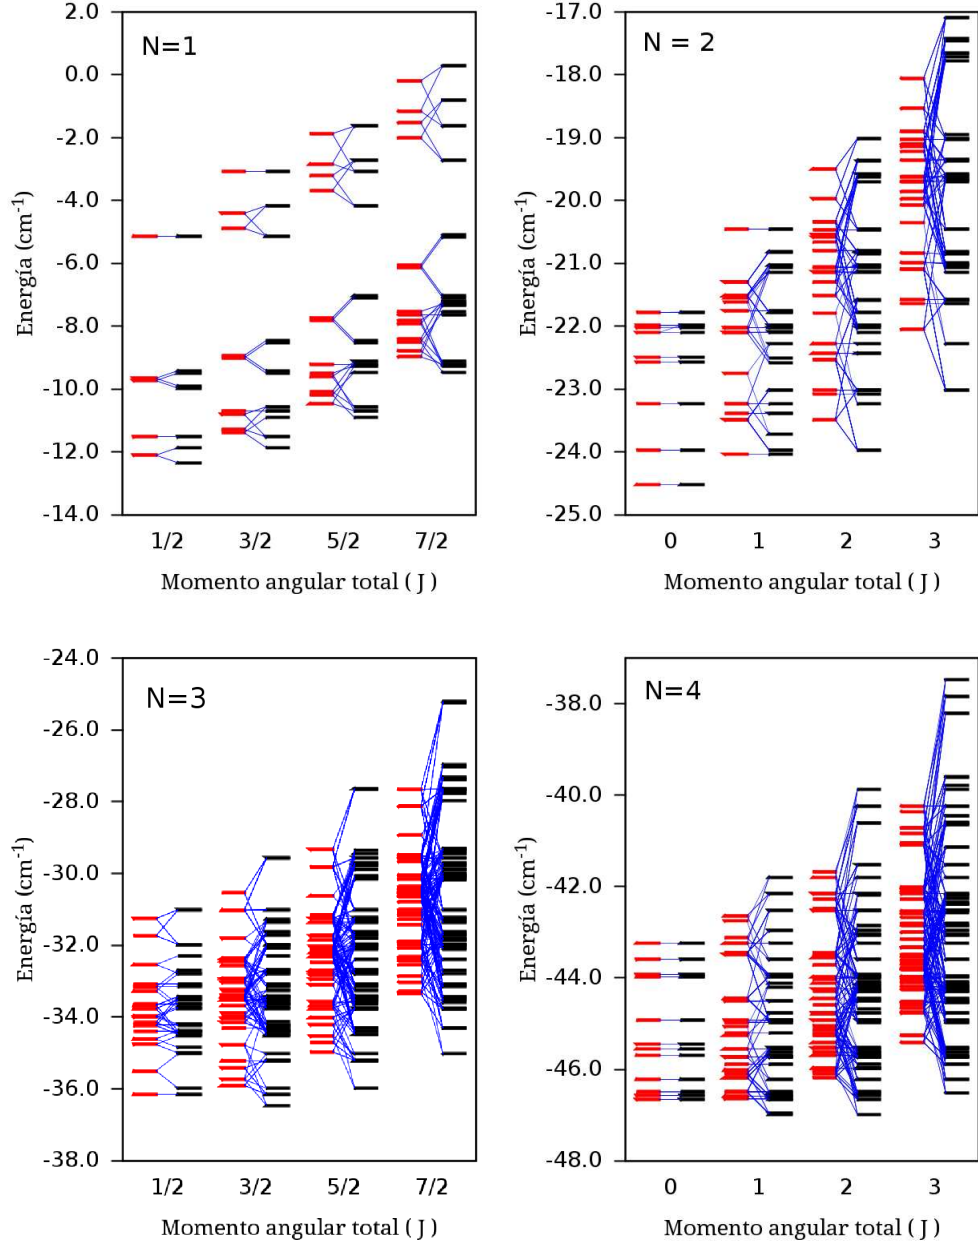 N=1
2.0
0.0
-2.0
-4.0
-6.0
-8.0
-10.0
-12.0
-14.0
Energía (cm-1)
1/2 3/2 5/2 7/2
Momento angular total ( J )
N = 2
-17.0
-18.0
-19.0
-20.0
-21.0
-22.0
-23.0
-24.0
-25.0
Energía (cm-1)
0 1 2 3
Momento angular total ( J )
N=3
-24.0
-26.0
-28.0
-30.0
-32.0
-34.0
-36.0
-38.0
Energía (cm-1)
1/2 3/2 5/2 7/2
Momento angular total ( J )
N=4
-38.0
-40.0
-42.0
-44.0
-46.0
-48.0
Energía (cm-1)
0 1 2 3
Momento angular total ( J )